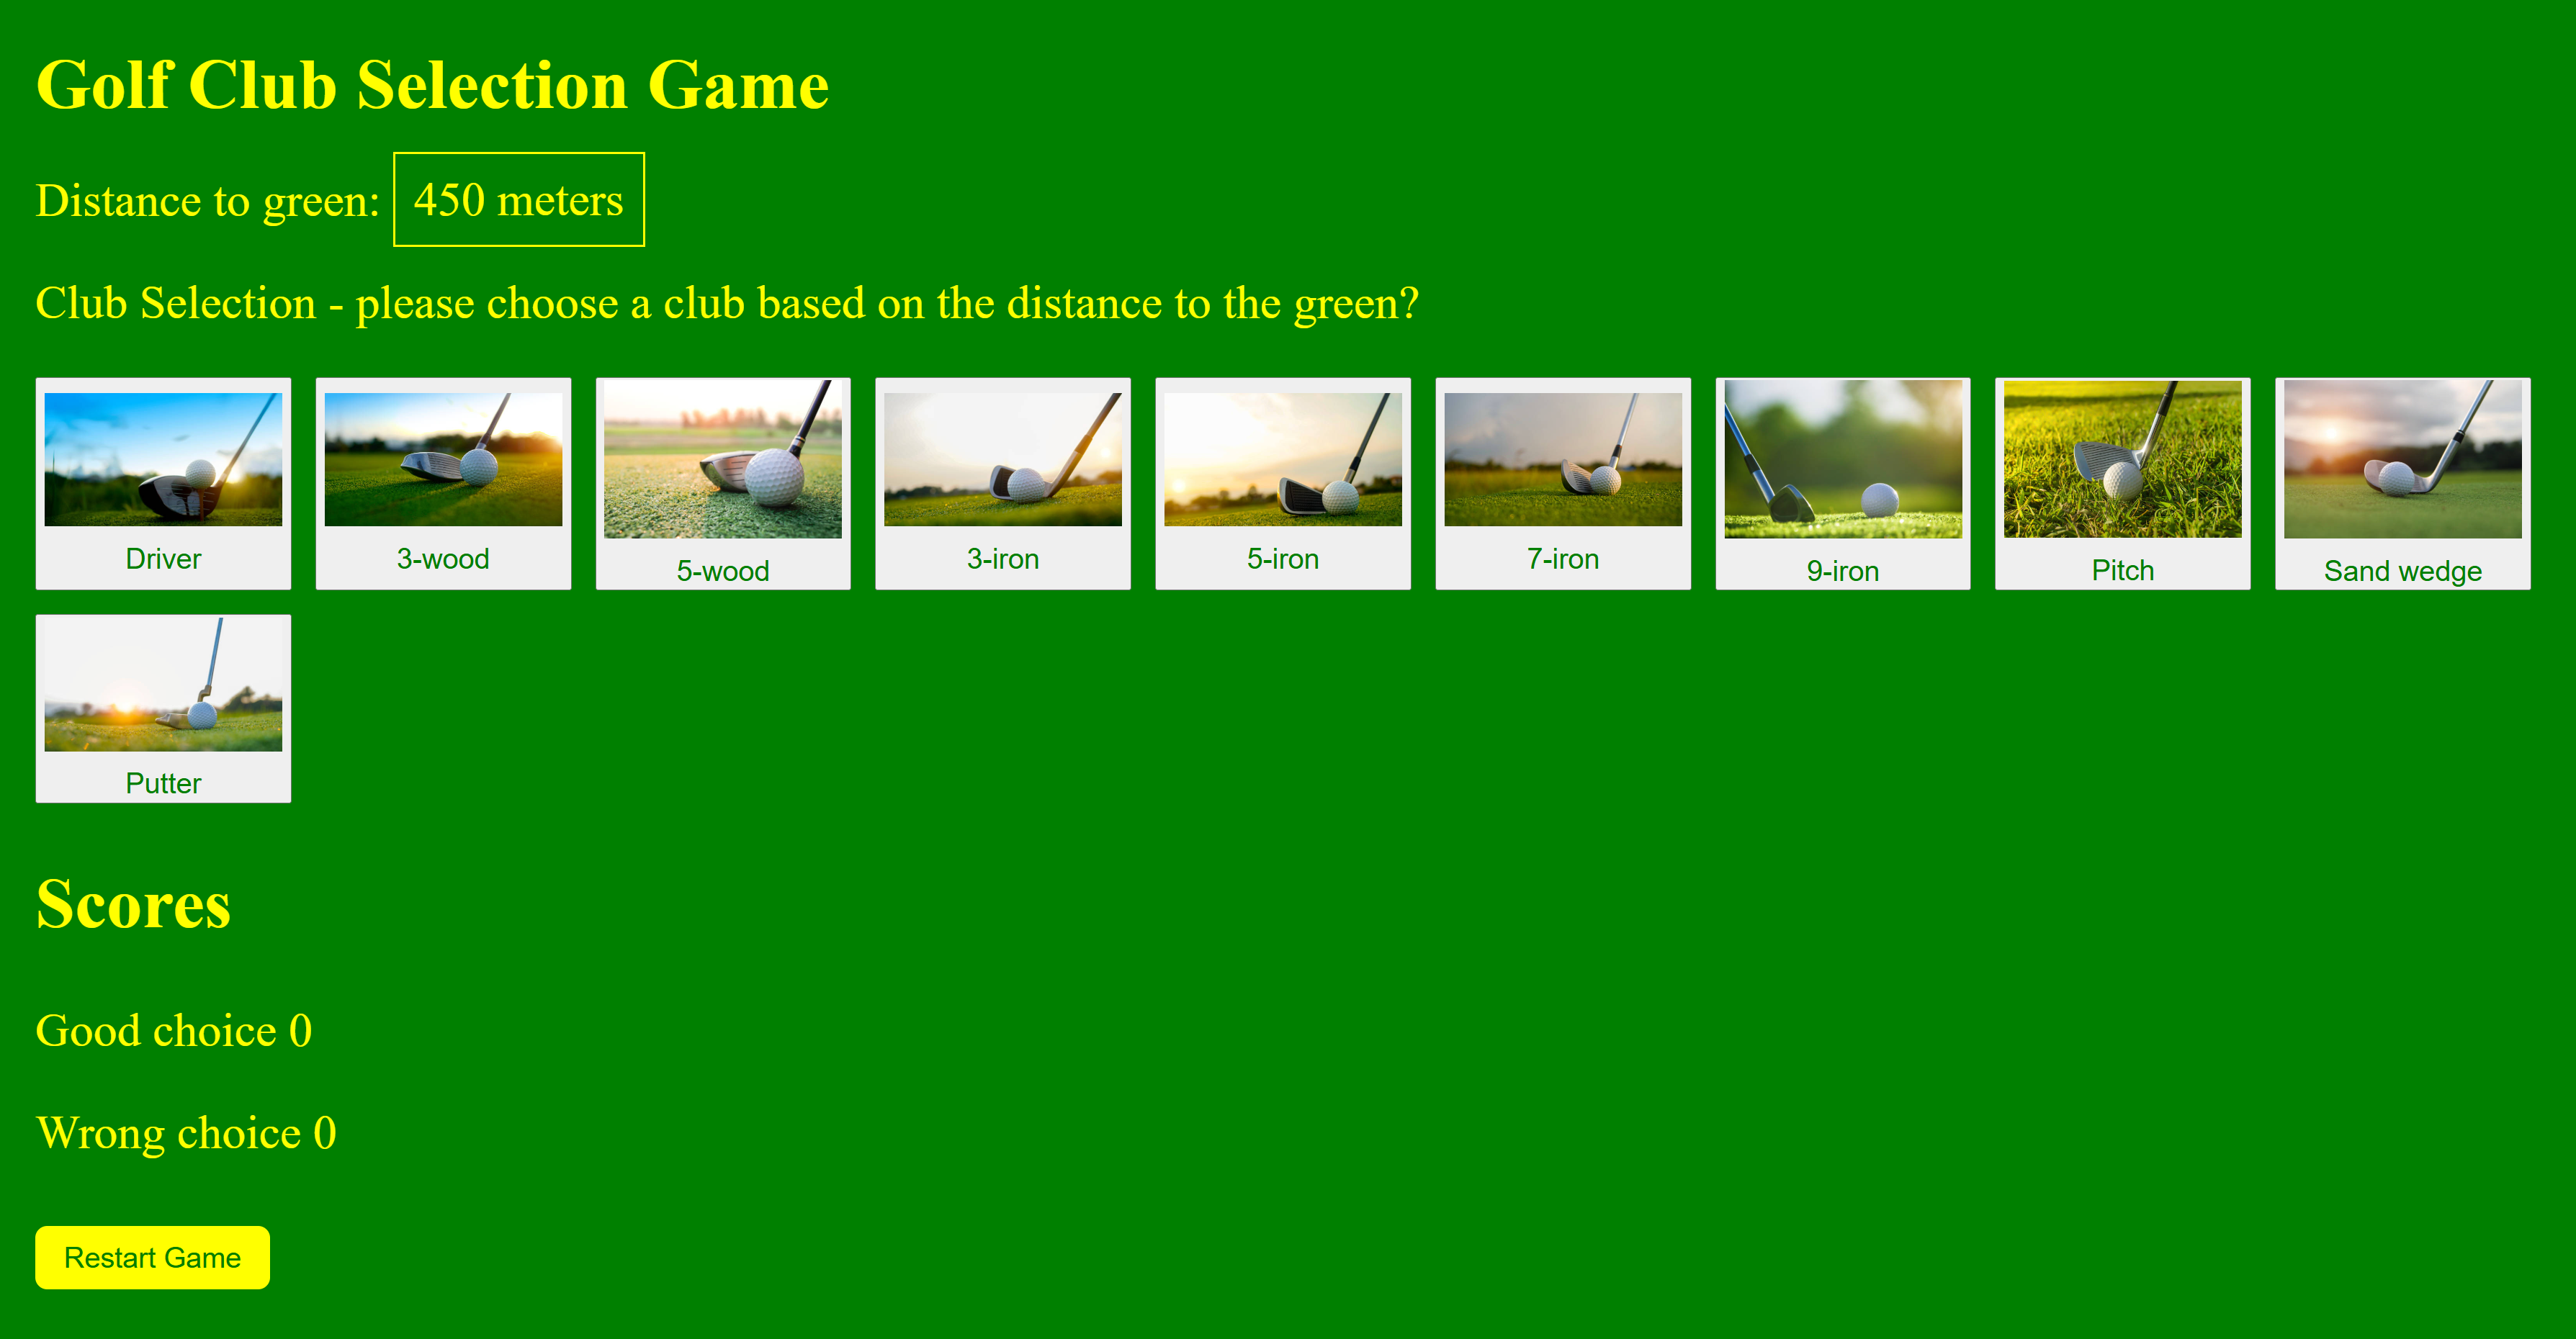 Golf Club Selection Game
Distance to green: 450 meters
Club Selection - please choose a club based on the distance to the green?
Driver 3-wood 5-wood 3-iron 5-iron 7-iron 9-iron Pitch Sand wedge
Putter
Scores
Good choice 0
Wrong choice 0
Restart Game